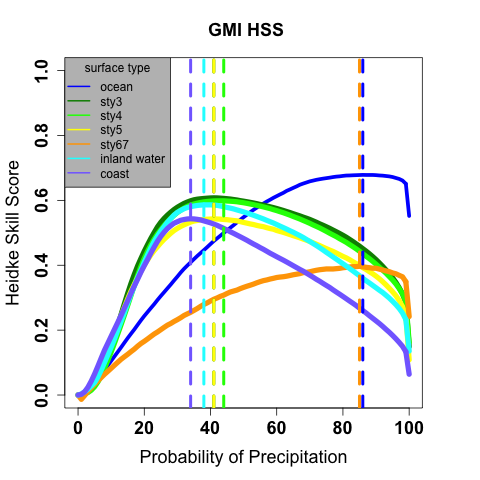 GMI HSS
surface type
ocean
sty3
sty4
sty5
sty67
inland water
coast
Heidke Skill Score
1.0
0.8
0.6
0.4
0.2
0.0
0 20 40 60 80 100
Probability of Precipitation